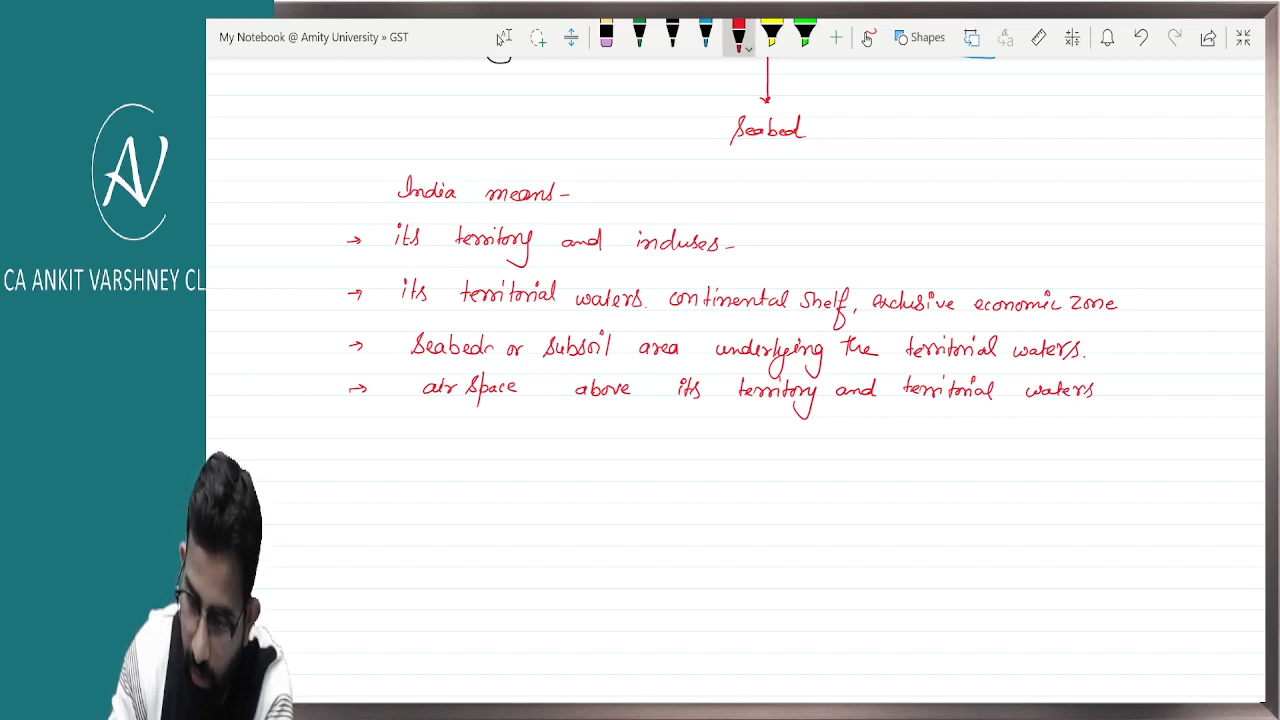 My Notebook @ Amity University » GST
Shapes
AV
CA ANKIT VARSHNEY CL
Seabed
India means-
→ its territory and incluses-
→ its territorial waters. continental shelf, exclusive economic zone
→ Seabed or subsoil area underlying the territorial waters.
→ air space above its territory and territorial waters